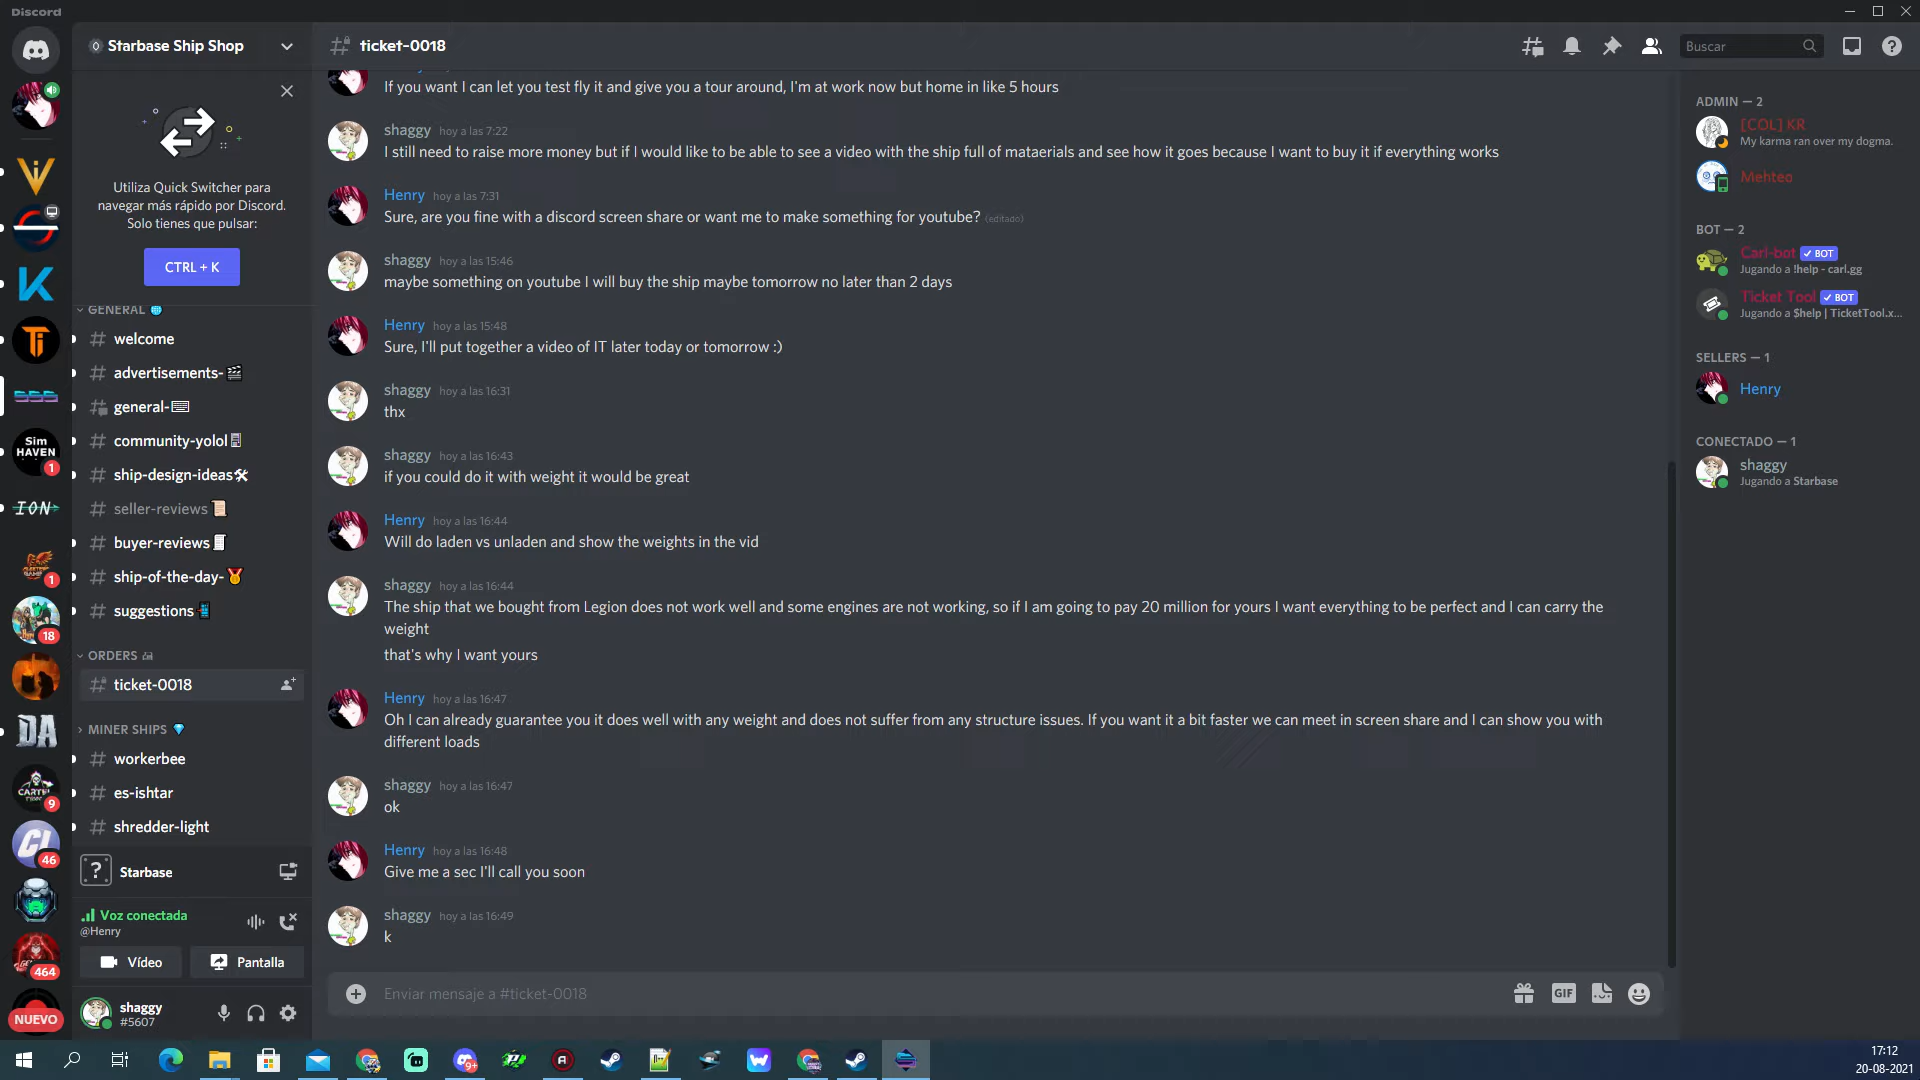 Discord
Starbase Ship Shop
ticket-0018
Buscar
Utiliza Quick Switcher para
navegar más rápido por Discord.
Solo tienes que pulsar:
CTRL + K
GENERAL
welcome
advertisements-
general-
community-yolol
ship-design-ideas
seller-reviews
buyer-reviews
ship-of-the-day-
suggestions
ORDERS
ticket-0018
MINER SHIPS
workerbee
es-ishtar
shredder-light
Starbase
Voz conectada
@Henry
Vídeo
Pantalla
shaggy
#5607
Sim
HAVEN
1
ION
1
18
DA
CARTEL
9
46
464
NUEVO
If you want I can let you test fly it and give you a tour around, I'm at work now but home in like 5 hours
shaggy hoy a las 7:22
I still need to raise more money but if I would like to be able to see a video with the ship full of mataerials and see how it goes because I want to buy it if everything works
Henry hoy a las 7:31
Sure, are you fine with a discord screen share or want me to make something for youtube? (editado)
shaggy hoy a las 15:46
maybe something on youtube I will buy the ship maybe tomorrow no later than 2 days
Henry hoy a las 15:48
Sure, I'll put together a video of IT later today or tomorrow :)
shaggy hoy a las 16:31
thx
shaggy hoy a las 16:43
if you could do it with weight it would be great
Henry hoy a las 16:44
Will do laden vs unladen and show the weights in the vid
shaggy hoy a las 16:44
The ship that we bought from Legion does not work well and some engines are not working, so if I am going to pay 20 million for yours I want everything to be perfect and I can carry the
weight
that's why I want yours
Henry hoy a las 16:47
Oh I can already guarantee you it does well with any weight and does not suffer from any structure issues. If you want it a bit faster we can meet in screen share and I can show you with
different loads
shaggy hoy a las 16:47
ok
Henry hoy a las 16:48
Give me a sec I'll call you soon
shaggy hoy a las 16:49
k
Enviar mensaje a #ticket-0018
GIF
ADMIN — 2
[COL] KR
My karma ran over my dogma.
Mehtea
BOT — 2
Carl-bot BOT
Jugando a !help - carl.gg
Ticket Tool BOT
Jugando a $help | TicketTool.x...
SELLERS — 1
Henry
CONECTADO — 1
shaggy
Jugando a Starbase
9+
17:12
20-08-2021